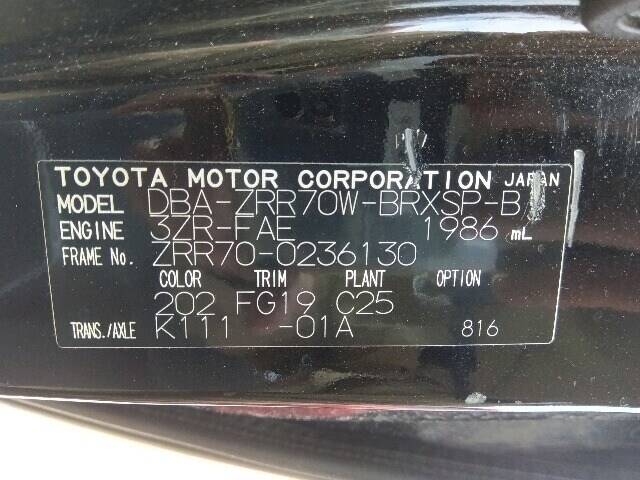 TOYOTA MOTOR CORPORATION JAPAN
MODEL DBA-ZRR70W-BRXSP-B
ENGINE 3ZR-FAE 1986 mL
FRAME No. ZRR70-0236130
COLOR TRIM PLANT OPTION
202 FG19 C25
TRANS./AXLE K111 -01A 816